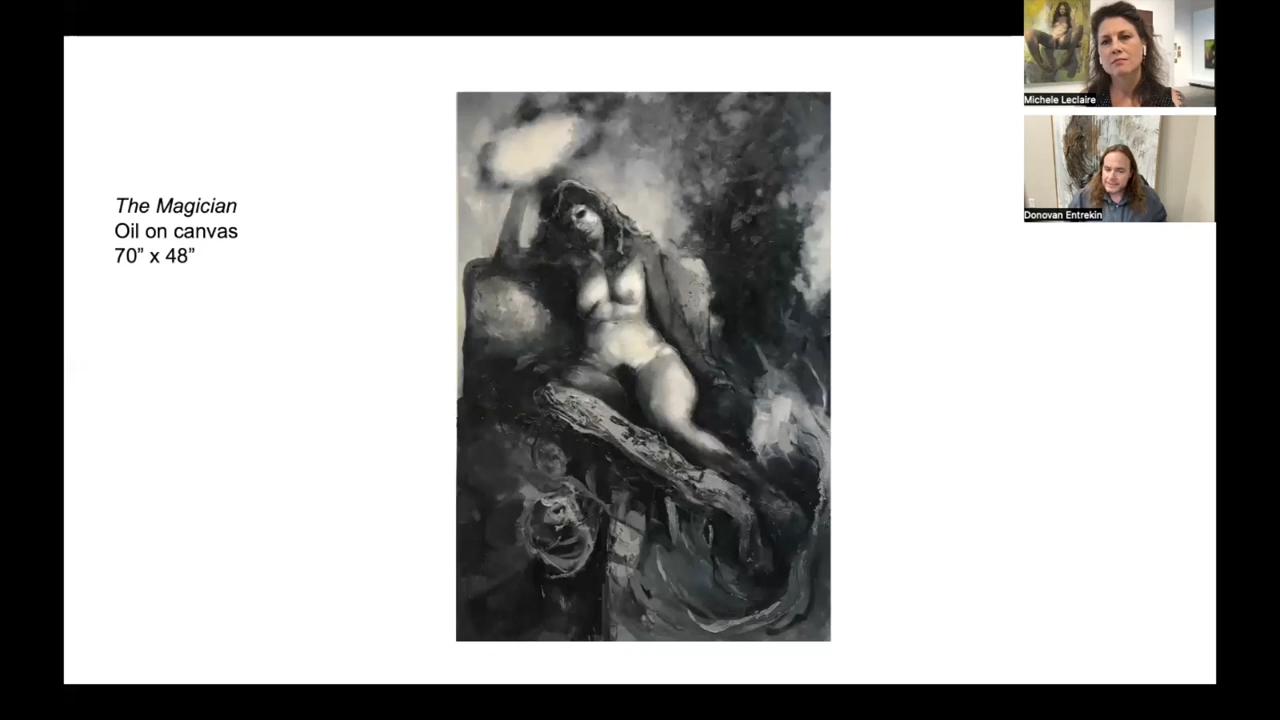 The Magician
Oil on canvas
70” x 48”
Michele Leclaire
Donovan Entrekin